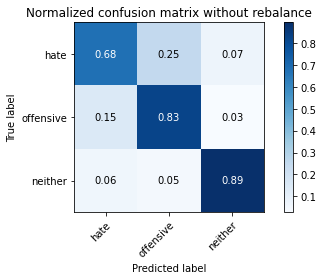 Normalized confusion matrix without rebalance
True label
hate
0.68 0.25 0.07
offensive
0.15 0.83 0.03
neither
0.06 0.05 0.89
hate
offensive
neither
Predicted label
0.8
0.7
0.6
0.5
0.4
0.3
0.2
0.1